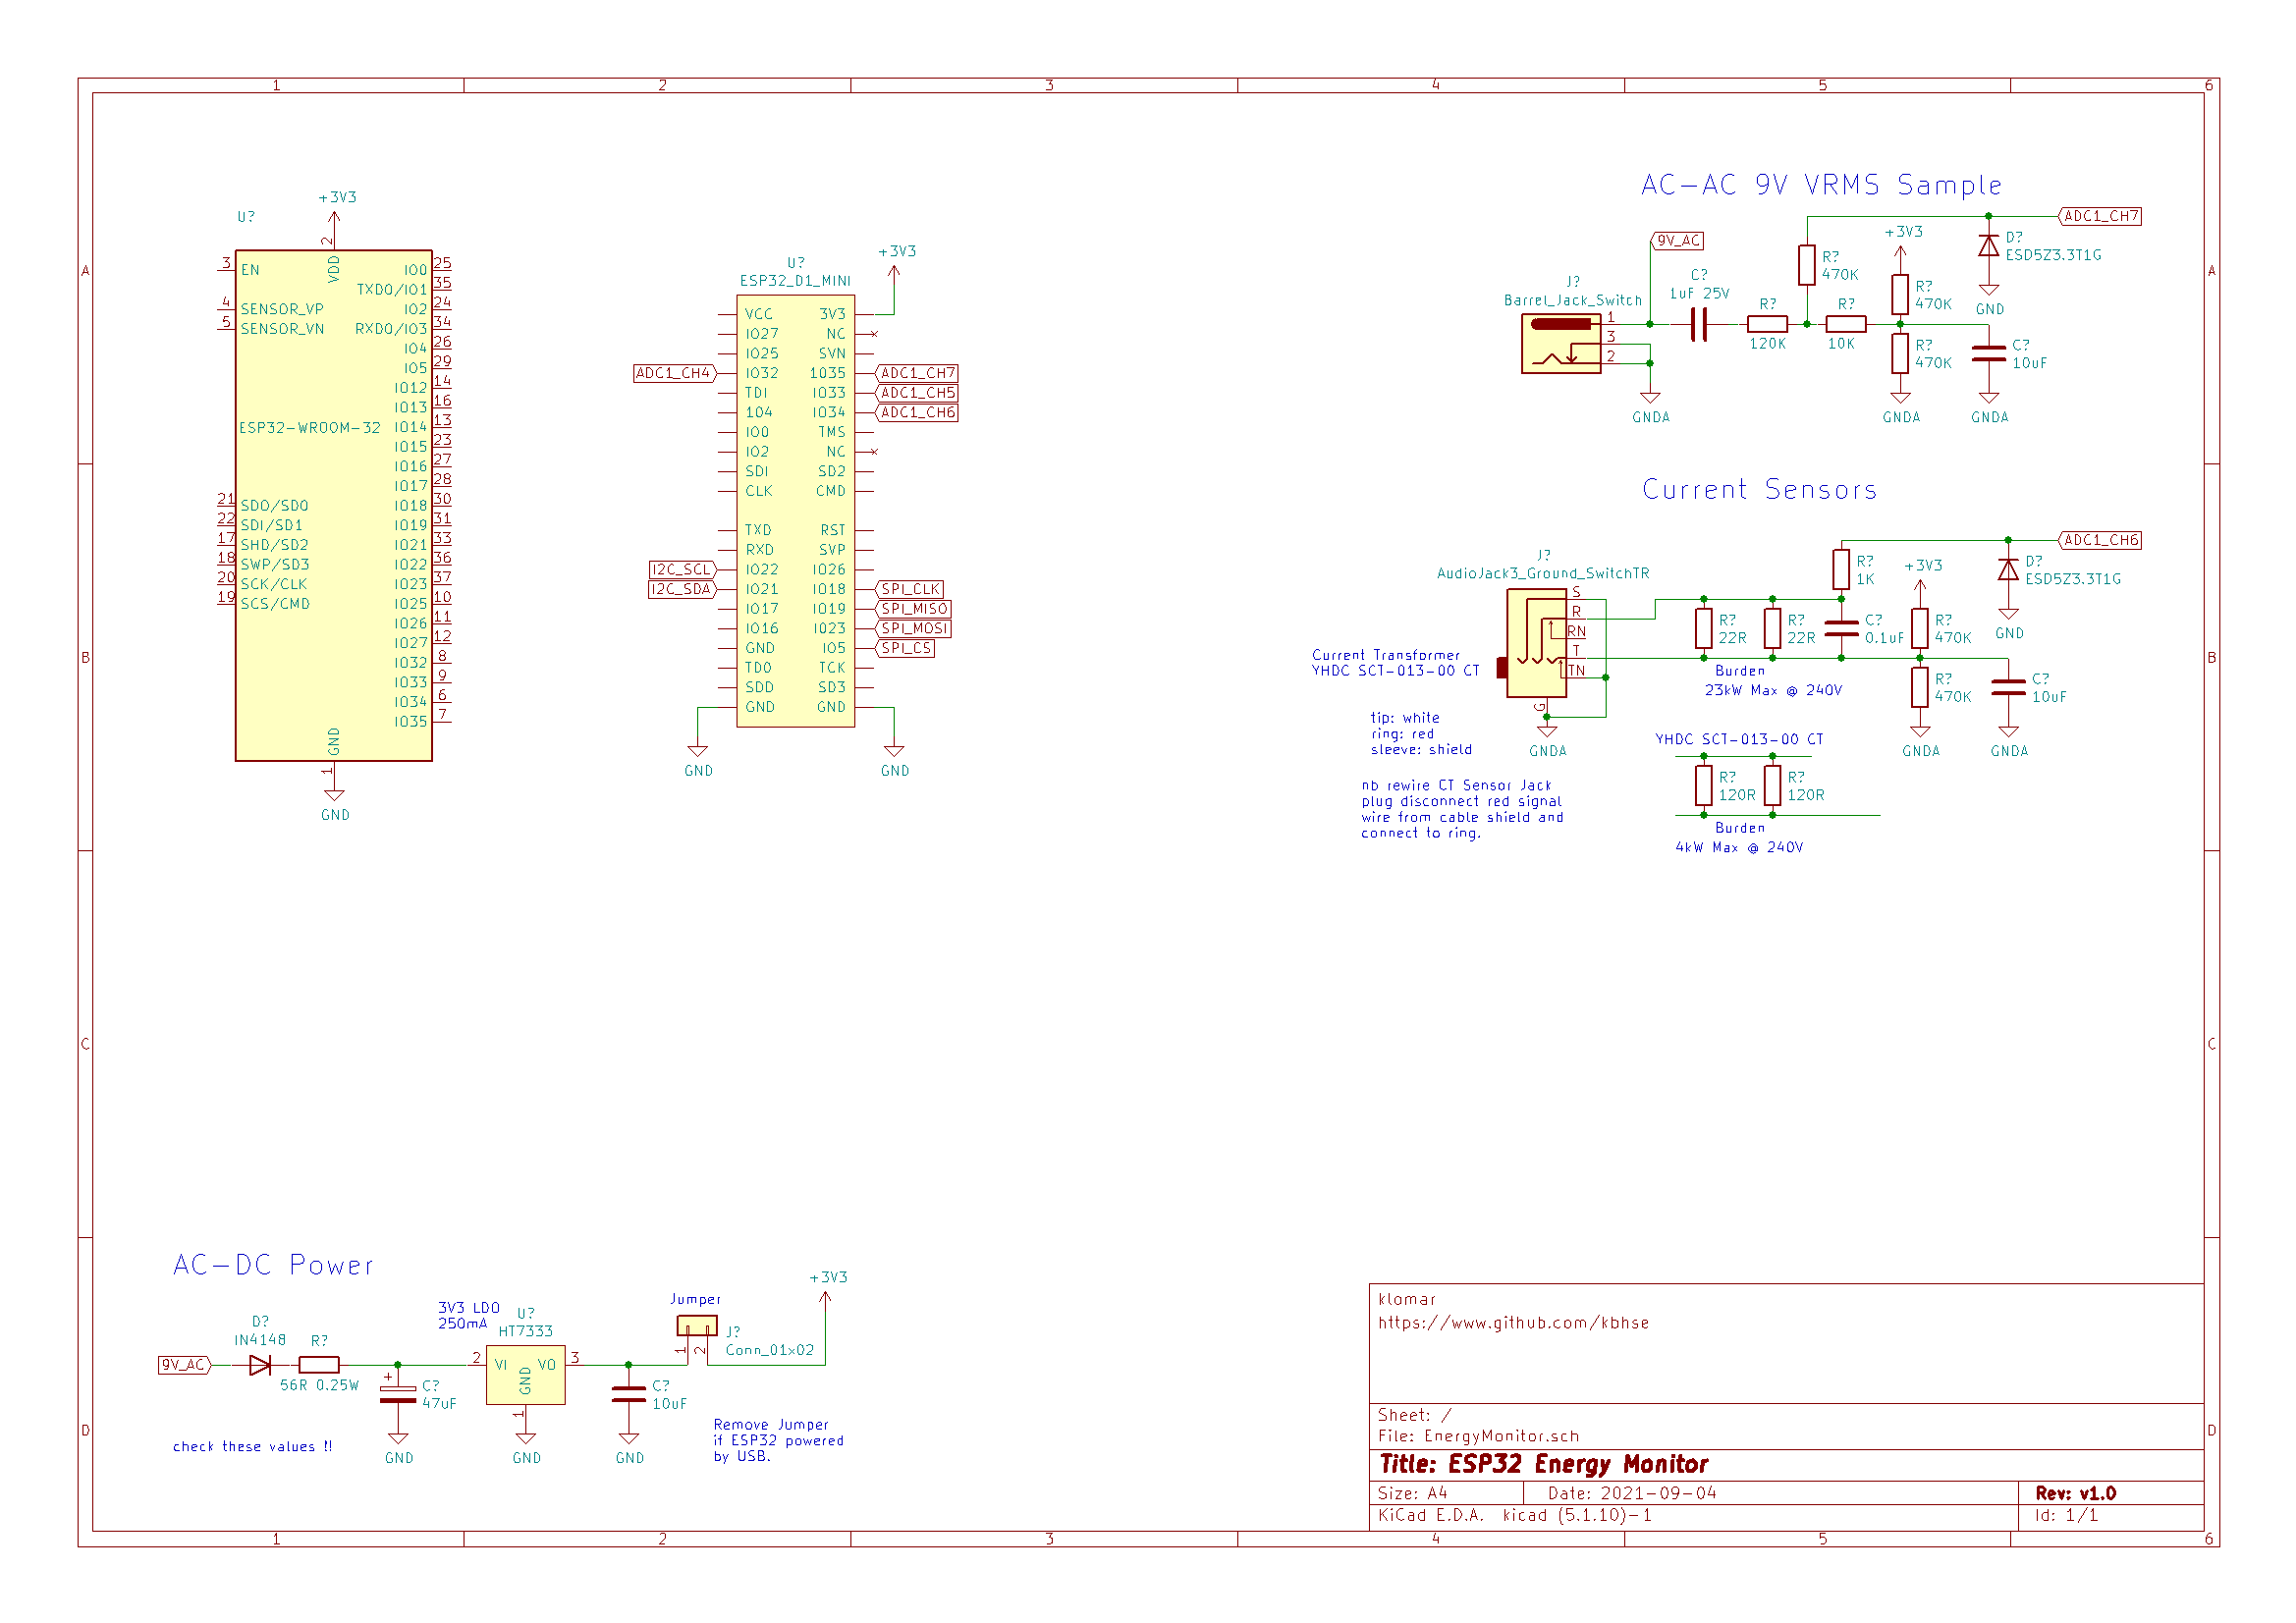 1 2 3 4 5 6
A
B
C
D
A
B
C
D
1 2 3 4 5 6
+3V3
U?
2
VDD
3 EN
4 SENSOR_VP
5 SENSOR_VN
ESP32-WROOM-32
21 SDO/SD0
22 SDI/SD1
17 SHD/SD2
18 SWP/SD3
20 SCK/CLK
19 SCS/CMD
IO0 25
TXD0/IO1 35
IO2 24
RXD0/IO3 34
IO4 26
IO5 29
IO12 14
IO13 16
IO14 13
IO15 23
IO16 27
IO17 28
IO18 30
IO19 31
IO21 33
IO22 36
IO23 37
IO25 10
IO26 11
IO27 12
IO32 8
IO33 9
IO34 6
IO35 7
GND
1
GND
+3V3
U?
ESP32_D1_MINI
VCC 3V3
IO27 NC
IO25 SVN
ADC1_CH4 IO32 1035 ADC1_CH7
TDI IO33 ADC1_CH5
104 IO34 ADC1_CH6
IO0 TMS
IO2 NC
SDI SD2
CLK CMD
TXD RST
RXD SVP
I2C_SCL IO22 IO26
I2C_SDA IO21 IO18 SPI_CLK
IO17 IO19 SPI_MISO
IO16 IO23 SPI_MOSI
GND IO5 SPI_CS
TDO TCK
SDD SD3
GND GND
GND GND
AC-AC 9V VRMS Sample
ADC1_CH7
9V_AC
+3V3
D?
ESD5Z3.3T1G
GND
R?
470K
J?
Barrel_Jack_Switch
1
3
2
C?
1uF 25V
R?
120K
R?
10K
R?
470K
R?
470K
C?
10uF
GNDA GNDA GNDA
Current Sensors
ADC1_CH6
J?
AudioJack3_Ground_SwitchTR
S
R
RN
T
TN
G
GNDA
R?
1K
+3V3
D?
ESD5Z3.3T1G
GND
R?
22R
R?
22R
C?
0.1uF
R?
470K
R?
470K
C?
10uF
GNDA GNDA
Current Transformer
YHDC SCT-013-00 CT
Burden
23kW Max @ 240V
tip: white
ring: red
sleeve: shield
nb rewire CT Sensor Jack
plug disconnect red signal
wire from cable shield and
connect to ring.
YHDC SCT-013-00 CT
R?
120R
R?
120R
Burden
4kW Max @ 240V
AC-DC Power
9V_AC
D?
IN4148
R?
56R 0.25W
C?
47uF
+
GND
3V3 LDO
250mA
U?
HT7333
2 VI VO 3
GND
1
GND
C?
10uF
GND
Jumper
J?
Conn_01x02
1 2
+3V3
check these values !!
Remove Jumper
if ESP32 powered
by USB.
klomar
https://www.github.com/kbhse
Sheet: /
File: EnergyMonitor.sch
Title: ESP32 Energy Monitor
Size: A4 Date: 2021-09-04 Rev: v1.0
KiCad E.D.A. kicad (5.1.10)-1 Id: 1/1